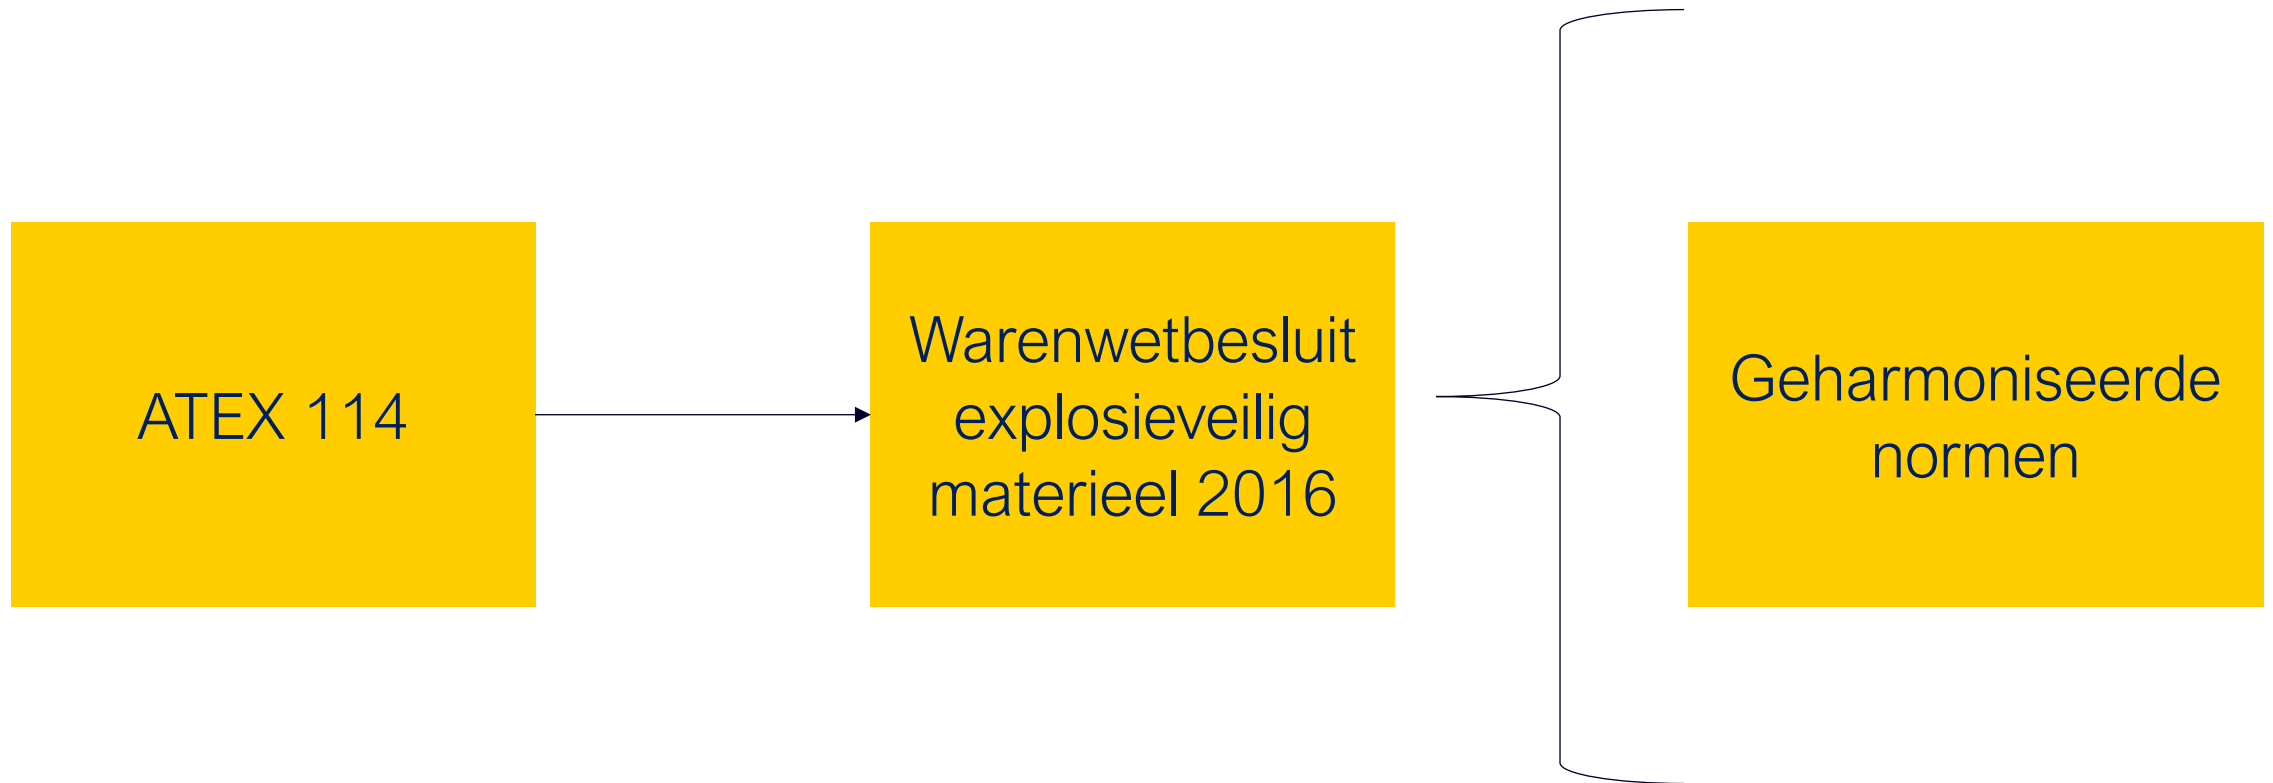 ATEX 114
Warenwetbesluit
explosieveilig
materieel 2016
Geharmoniseerde
normen